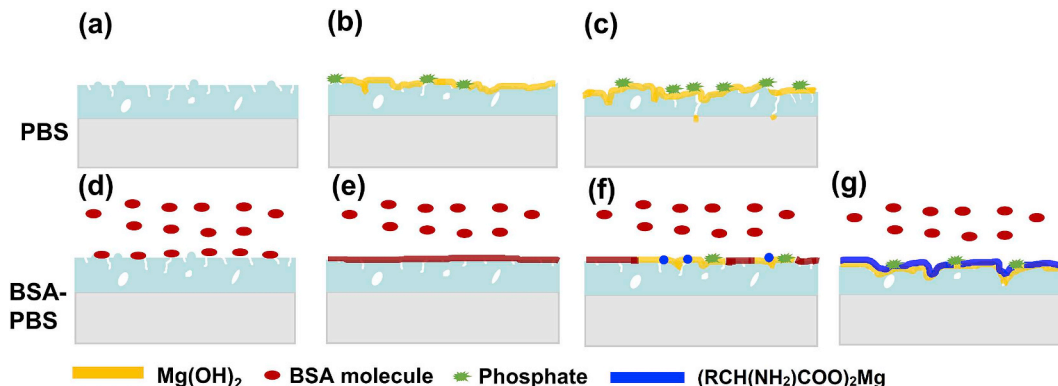 (a)
(b)
(c)
PBS
(d)
(e)
(f)
(g)
BSA-
PBS
Mg(OH)₂
BSA molecule
Phosphate
(RCH(NH₂)COO)₂Mg